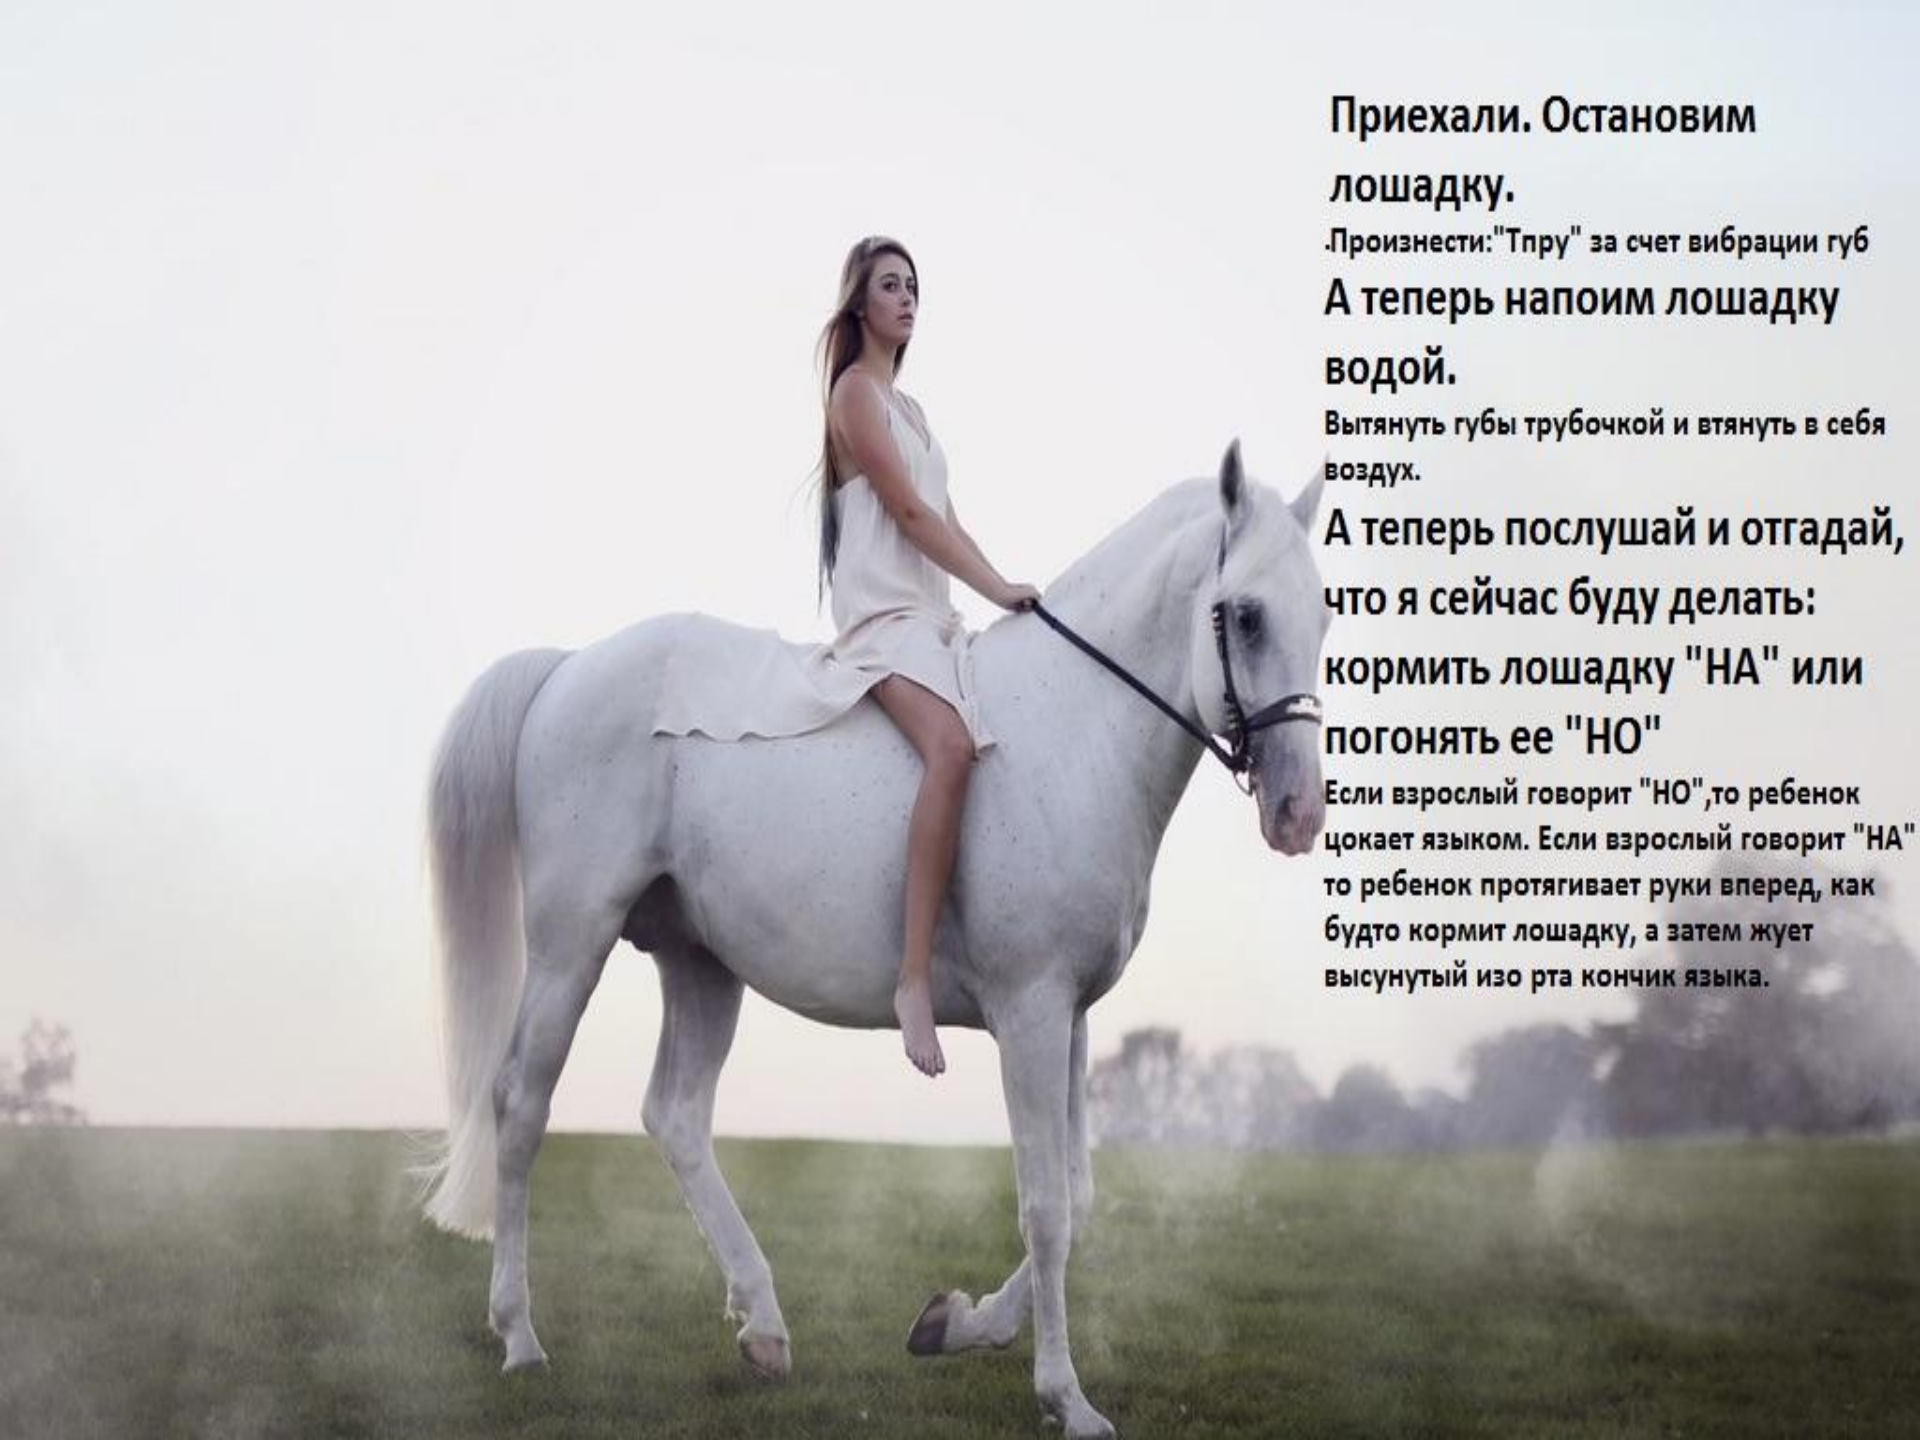 Приехали. Остановим
лошадку.
.Произнести:"Тпру" за счет вибрации губ
А теперь напоим лошадку
водой.
Вытянуть губы трубочкой и втянуть в себя
воздух.
А теперь послушай и отгадай,
что я сейчас буду делать:
кормить лошадку "НА" или
погонять ее "НО"
Если взрослый говорит "НО",то ребенок
цокает языком. Если взрослый говорит "НА"
то ребенок протягивает руки вперед, как
будто кормит лошадку, а затем жует
высунутый изо рта кончик языка.